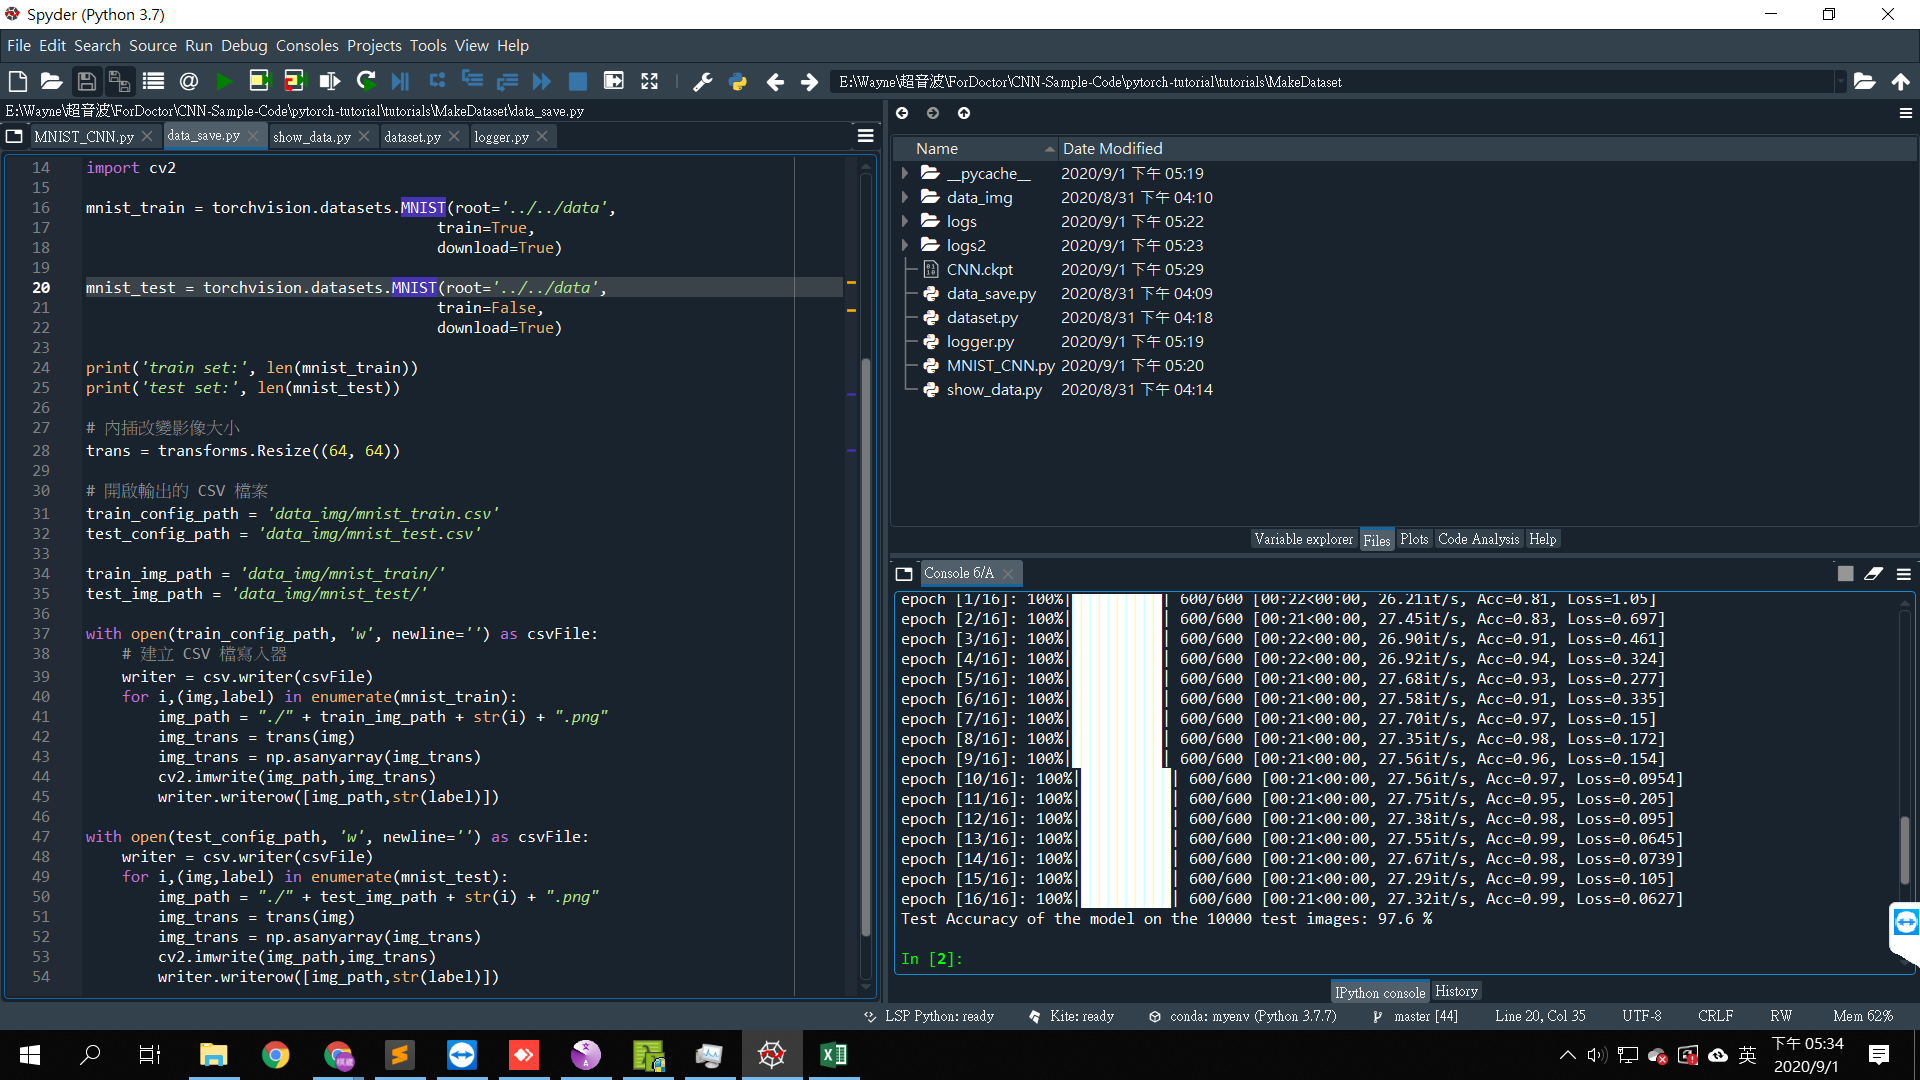 Spyder (Python 3.7)
File Edit Search Source Run Debug Consoles Projects Tools View Help
E:\Wayne\超音波\ForDoctor\CNN-Sample-Code\pytorch-tutorial\tutorials\MakeDataset
E:\Wayne\超音波\ForDoctor\CNN-Sample-Code\pytorch-tutorial\tutorials\MakeDataset\data_save.py
MNIST_CNN.py data_save.py show_data.py dataset.py logger.py
14 import cv2
15
16 mnist_train = torchvision.datasets.MNIST(root='../../data',
17 train=True,
18 download=True)
19
20 mnist_test = torchvision.datasets.MNIST(root='../../data',
21 train=False,
22 download=True)
23
24 print('train set:', len(mnist_train))
25 print('test set:', len(mnist_test))
26
27 # 內插改變影像大小
28 trans = transforms.Resize((64, 64))
29
30 # 開啟輸出的 CSV 檔案
31 train_config_path = 'data_img/mnist_train.csv'
32 test_config_path = 'data_img/mnist_test.csv'
33
34 train_img_path = 'data_img/mnist_train/'
35 test_img_path = 'data_img/mnist_test/'
36
37 with open(train_config_path, 'w', newline='') as csvFile:
38 # 建立 CSV 檔寫入器
39 writer = csv.writer(csvFile)
40 for i,(img,label) in enumerate(mnist_train):
41 img_path = "./" + train_img_path + str(i) + ".png"
42 img_trans = trans(img)
43 img_trans = np.asanyarray(img_trans)
44 cv2.imwrite(img_path,img_trans)
45 writer.writerow([img_path,str(label)])
46
47 with open(test_config_path, 'w', newline='') as csvFile:
48 writer = csv.writer(csvFile)
49 for i,(img,label) in enumerate(mnist_test):
50 img_path = "./" + test_img_path + str(i) + ".png"
51 img_trans = trans(img)
52 img_trans = np.asanyarray(img_trans)
53 cv2.imwrite(img_path,img_trans)
54 writer.writerow([img_path,str(label)])
Name Date Modified
__pycache__ 2020/9/1 下午 05:19
data_img 2020/8/31 下午 04:10
logs 2020/9/1 下午 05:22
logs2 2020/9/1 下午 05:23
CNN.ckpt 2020/9/1 下午 05:29
data_save.py 2020/8/31 下午 04:09
dataset.py 2020/8/31 下午 04:18
logger.py 2020/9/1 下午 05:19
MNIST_CNN.py 2020/9/1 下午 05:20
show_data.py 2020/8/31 下午 04:14
Variable explorer Files Plots Code Analysis Help
Console 6/A
epoch [1/16]: 100%| | 600/600 [00:22<00:00, 26.21it/s, Acc=0.81, Loss=1.05]
epoch [2/16]: 100%| | 600/600 [00:21<00:00, 27.45it/s, Acc=0.83, Loss=0.697]
epoch [3/16]: 100%| | 600/600 [00:22<00:00, 26.90it/s, Acc=0.91, Loss=0.461]
epoch [4/16]: 100%| | 600/600 [00:22<00:00, 26.92it/s, Acc=0.94, Loss=0.324]
epoch [5/16]: 100%| | 600/600 [00:21<00:00, 27.68it/s, Acc=0.93, Loss=0.277]
epoch [6/16]: 100%| | 600/600 [00:21<00:00, 27.58it/s, Acc=0.91, Loss=0.335]
epoch [7/16]: 100%| | 600/600 [00:21<00:00, 27.70it/s, Acc=0.97, Loss=0.15]
epoch [8/16]: 100%| | 600/600 [00:21<00:00, 27.35it/s, Acc=0.98, Loss=0.172]
epoch [9/16]: 100%| | 600/600 [00:21<00:00, 27.56it/s, Acc=0.96, Loss=0.154]
epoch [10/16]: 100%| | 600/600 [00:21<00:00, 27.56it/s, Acc=0.97, Loss=0.0954]
epoch [11/16]: 100%| | 600/600 [00:21<00:00, 27.75it/s, Acc=0.95, Loss=0.205]
epoch [12/16]: 100%| | 600/600 [00:21<00:00, 27.38it/s, Acc=0.98, Loss=0.095]
epoch [13/16]: 100%| | 600/600 [00:21<00:00, 27.55it/s, Acc=0.99, Loss=0.0645]
epoch [14/16]: 100%| | 600/600 [00:21<00:00, 27.67it/s, Acc=0.98, Loss=0.0739]
epoch [15/16]: 100%| | 600/600 [00:21<00:00, 27.29it/s, Acc=0.99, Loss=0.105]
epoch [16/16]: 100%| | 600/600 [00:21<00:00, 27.32it/s, Acc=0.99, Loss=0.0627]
Test Accuracy of the model on the 10000 test images: 97.6 %
In [2]:
IPython console History
LSP Python: ready Kite: ready conda: myenv (Python 3.7.7) master [44] Line 20, Col 35 UTF-8 CRLF RW Mem 62%
英
下午 05:34
2020/9/1